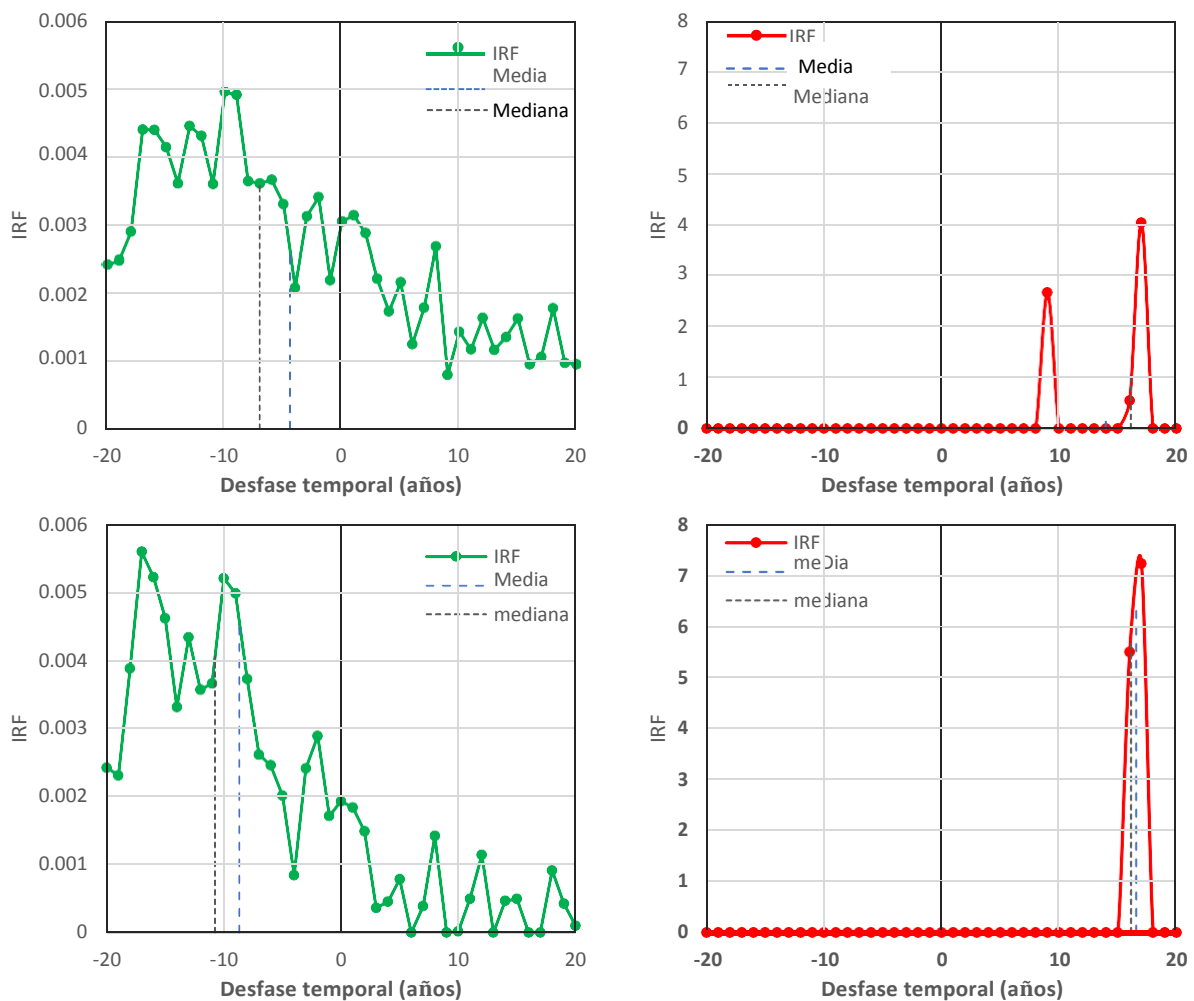 0.006
0.005
0.004
0.003
0.002
0.001
0
IRF
IRF
Media
Mediana
-20
-10
0
10
20
Desfase temporal (años)
8
7
6
5
4
3
2
1
0
IRF
IRF
Media
Mediana
-20
-10
0
10
20
Desfase temporal (años)
0.006
0.005
0.004
0.003
0.002
0.001
0
IRF
IRF
Media
mediana
-20
-10
0
10
20
Desfase temporal (años)
8
7
6
5
4
3
2
1
0
IRF
IRF
meDia
mediana
-20
-10
0
10
20
Desfase temporal (años)